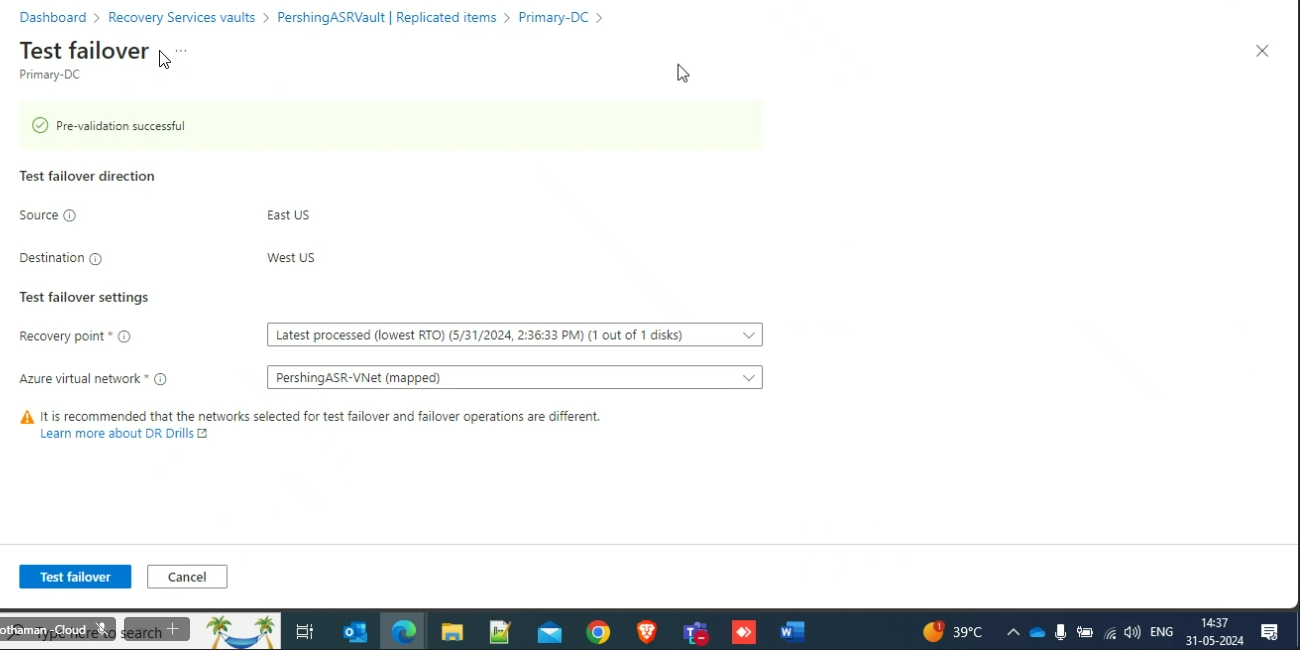 Dashboard > Recovery Services vaults > PershingASRVault | Replicated items > Primary-DC >
Test failover ...
Primary-DC
Pre-validation successful
Test failover direction
Source
East US
Destination
West US
Test failover settings
Recovery point *
Latest processed (lowest RTO) (5/31/2024, 2:36:33 PM) (1 out of 1 disks)
Azure virtual network *
PershingASR-VNet (mapped)
It is recommended that the networks selected for test failover and failover operations are different.
Learn more about DR Drills
Test failover
Cancel
othaman -Cloud
Type here to search
1
39°C
ENG
14:37
31-05-2024